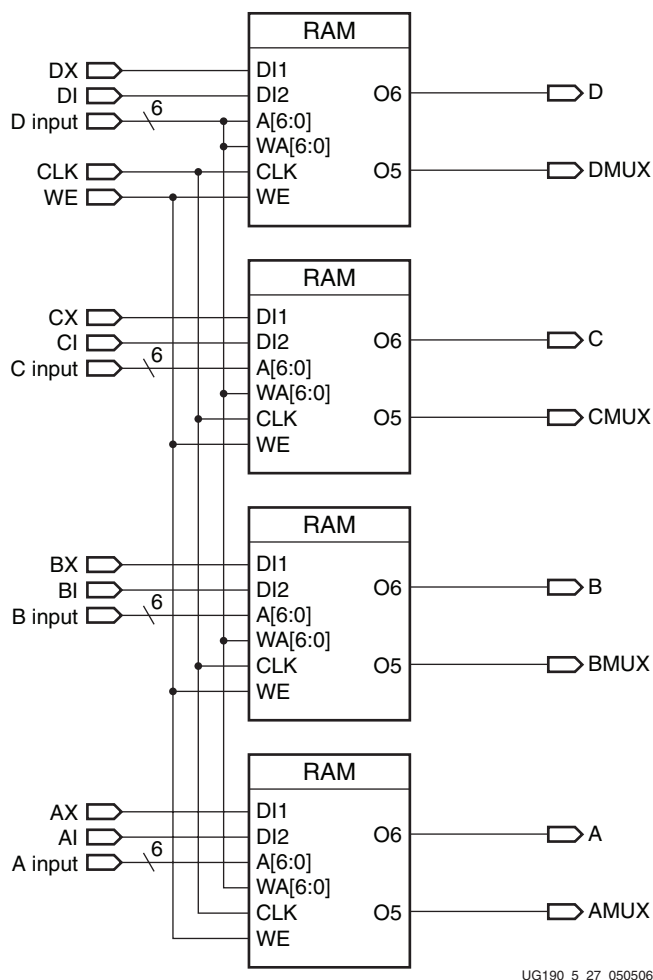 RAM
DX DI1
DI DI2 O6 D
D input 6 A[6:0]
WA[6:0]
CLK CLK O5 DMUX
WE WE
RAM
CX DI1
CI DI2 O6 C
C input 6 A[6:0]
WA[6:0]
CLK O5 CMUX
WE
RAM
BX DI1
BI DI2 O6 B
B input 6 A[6:0]
WA[6:0]
CLK O5 BMUX
WE
RAM
AX DI1
AI DI2 O6 A
A input 6 A[6:0]
WA[6:0]
CLK O5 AMUX
WE
UG190_5_27_050506